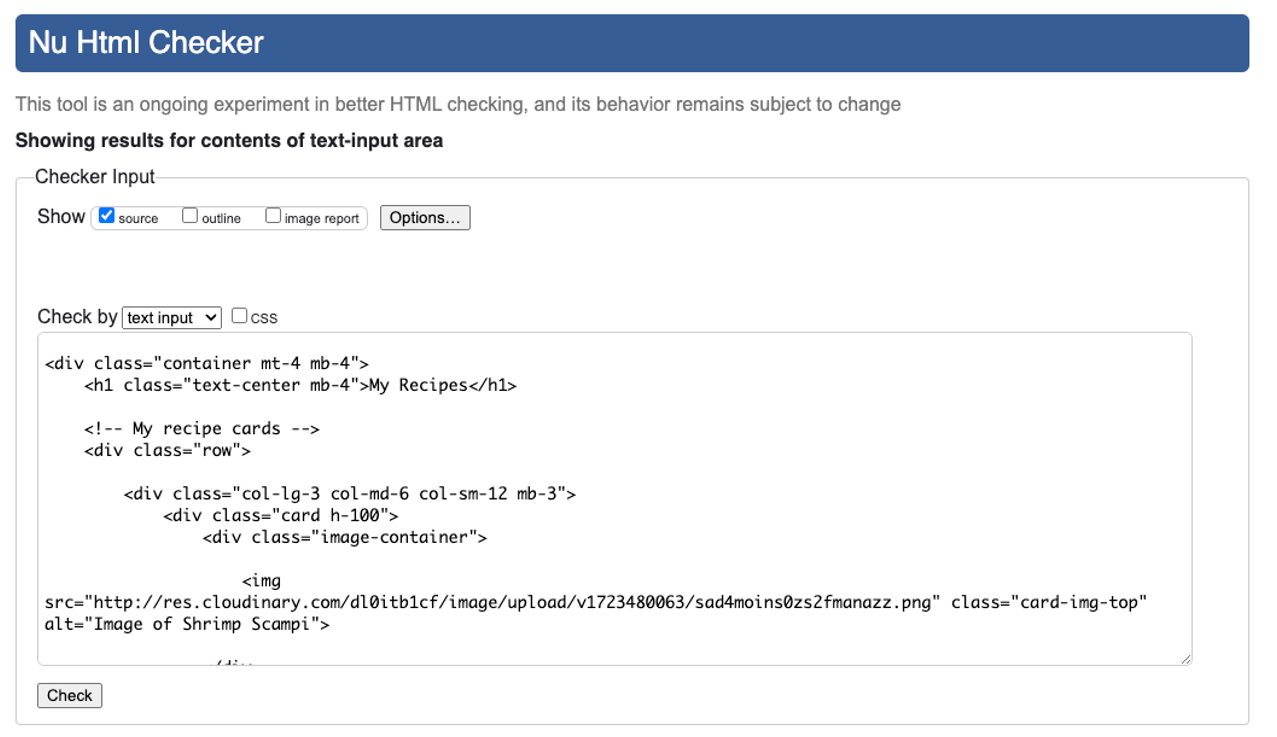 Nu Html Checker
This tool is an ongoing experiment in better HTML checking, and its behavior remains subject to change
Showing results for contents of text-input area
Checker Input
Show source outline image report Options...
Check by text input css
<div class="container mt-4 mb-4">
<h1 class="text-center mb-4">My Recipes</h1>
<!-- My recipe cards -->
<div class="row">
<div class="col-lg-3 col-md-6 col-sm-12 mb-3">
<div class="card h-100">
<div class="image-container">
<img
src="http://res.cloudinary.com/dl0itb1cf/image/upload/v1723480063/sad4moins0zs2fmanazz.png" class="card-img-top"
alt="Image of Shrimp Scampi">
Check